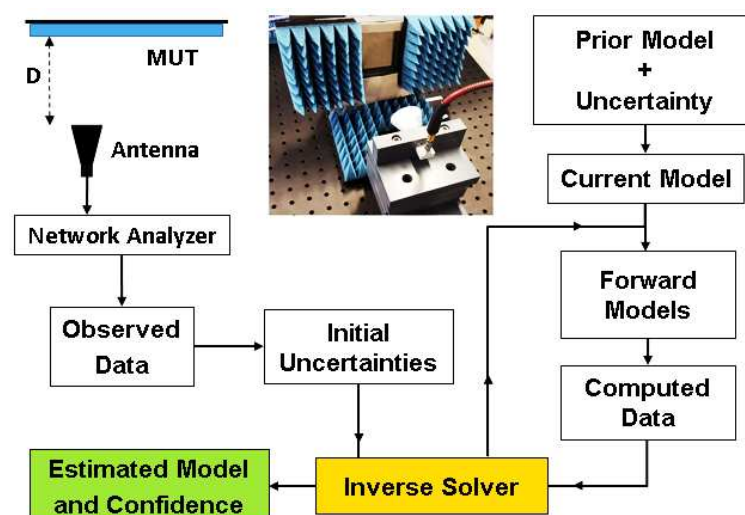 MUT
D
Antenna
Network Analyzer
Observed
Data
Initial
Uncertainties
Prior Model
+
Uncertainty
Current Model
Forward
Models
Computed
Data
Inverse Solver
Estimated Model
and Confidence